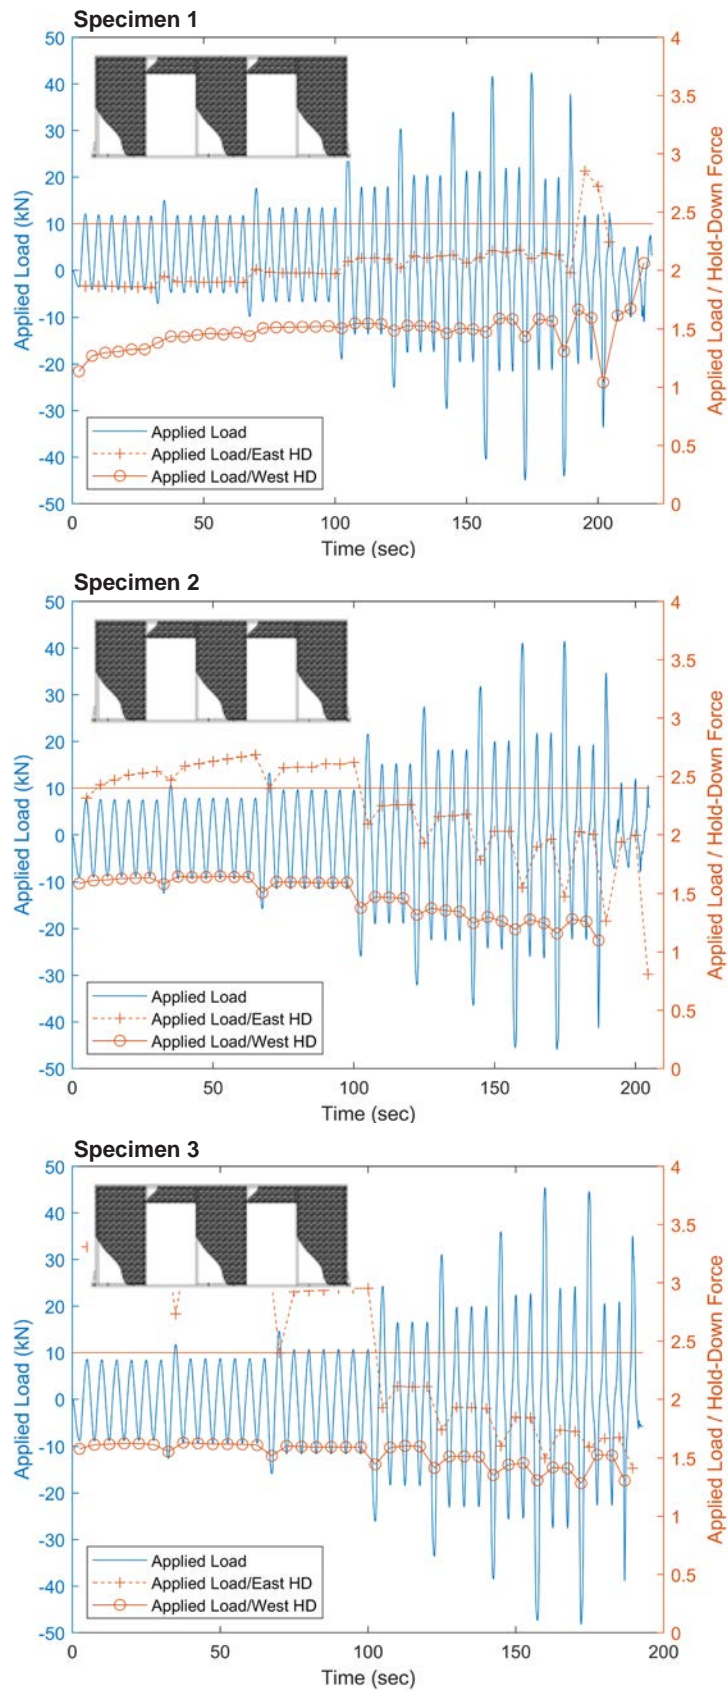 Specimen 1
50
40
30
20
10
0
-10
-20
-30
-40
-50
Applied Load (kN)
4
3.5
3
2.5
2
1.5
1
0.5
0
Applied Load / Hold-Down Force
Applied Load
Applied Load/East HD
Applied Load/West HD
0 50 100 150 200
Time (sec)
Specimen 2
50
40
30
20
10
0
-10
-20
-30
-40
-50
Applied Load (kN)
4
3.5
3
2.5
2
1.5
1
0.5
0
Applied Load / Hold-Down Force
Applied Load
Applied Load/East HD
Applied Load/West HD
0 50 100 150 200
Time (sec)
Specimen 3
50
40
30
20
10
0
-10
-20
-30
-40
-50
Applied Load (kN)
4
3.5
3
2.5
2
1.5
1
0.5
0
Applied Load / Hold-Down Force
Applied Load
Applied Load/East HD
Applied Load/West HD
0 50 100 150 200
Time (sec)